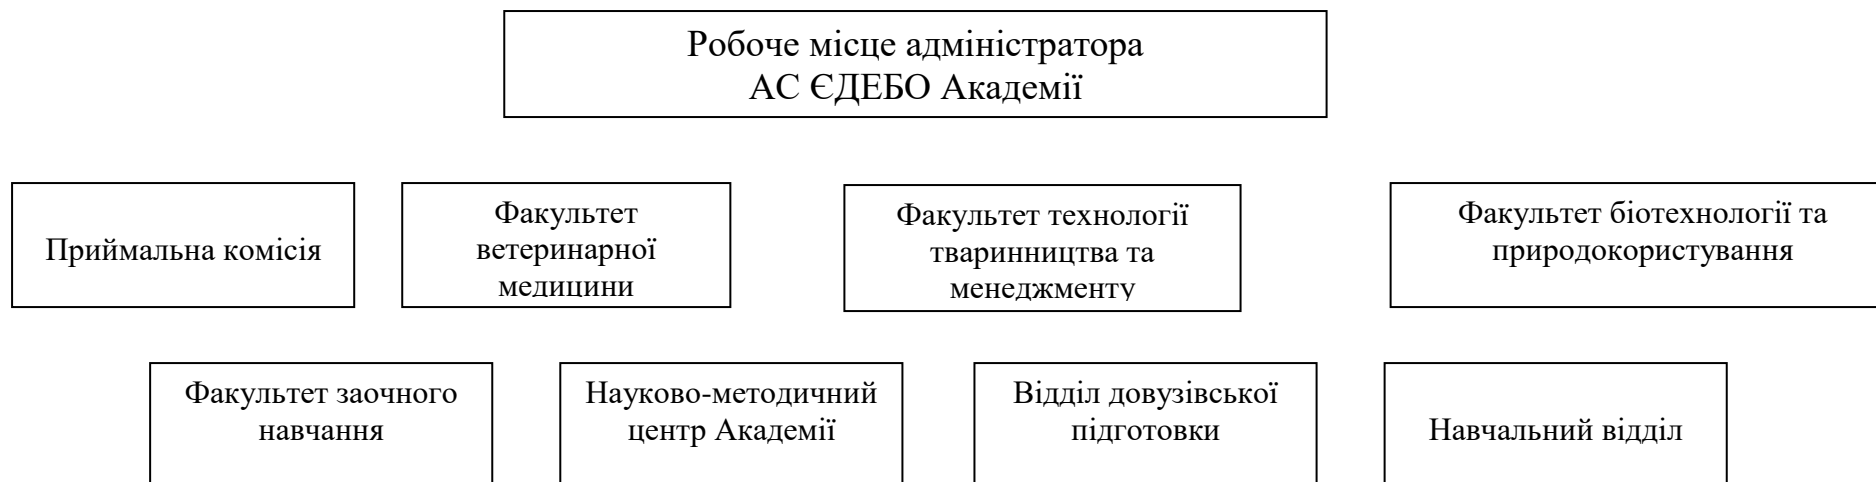 Робоче місце адміністратора
АС ЄДЕБО Академії
Приймальна комісія
Факультет
ветеринарної
медицини
Факультет технології
тваринництва та
менеджменту
Факультет біотехнології та
природокористування
Факультет заочного
навчання
Науково-методичний
центр Академії
Відділ довузівської
підготовки
Навчальний відділ